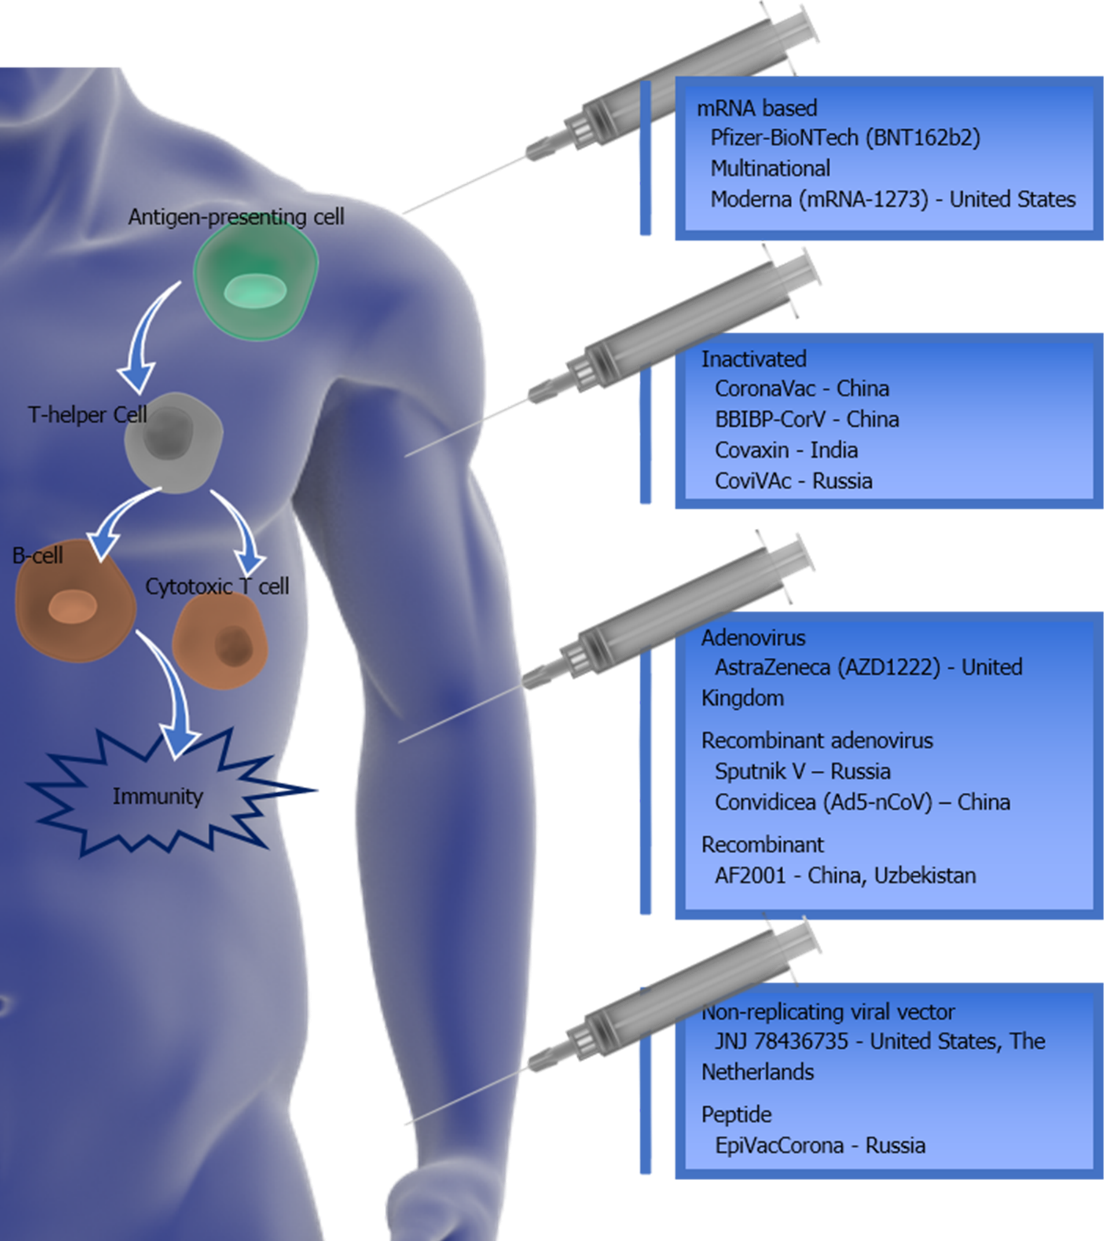 Antigen-presenting cell
T-helper Cell
B-cell
Cytotoxic T cell
Immunity
mRNA based
Pfizer-BioNTech (BNT162b2)
Multinational
Moderna (mRNA-1273) - United States
Inactivated
CoronaVac - China
BBIBP-CorV - China
Covaxin - India
CoviVAc - Russia
Adenovirus
AstraZeneca (AZD1222) - United
Kingdom
Recombinant adenovirus
Sputnik V – Russia
Convidicea (Ad5-nCoV) – China
Recombinant
AF2001 - China, Uzbekistan
Non-replicating viral vector
JNJ 78436735 - United States, The
Netherlands
Peptide
EpiVacCorona - Russia